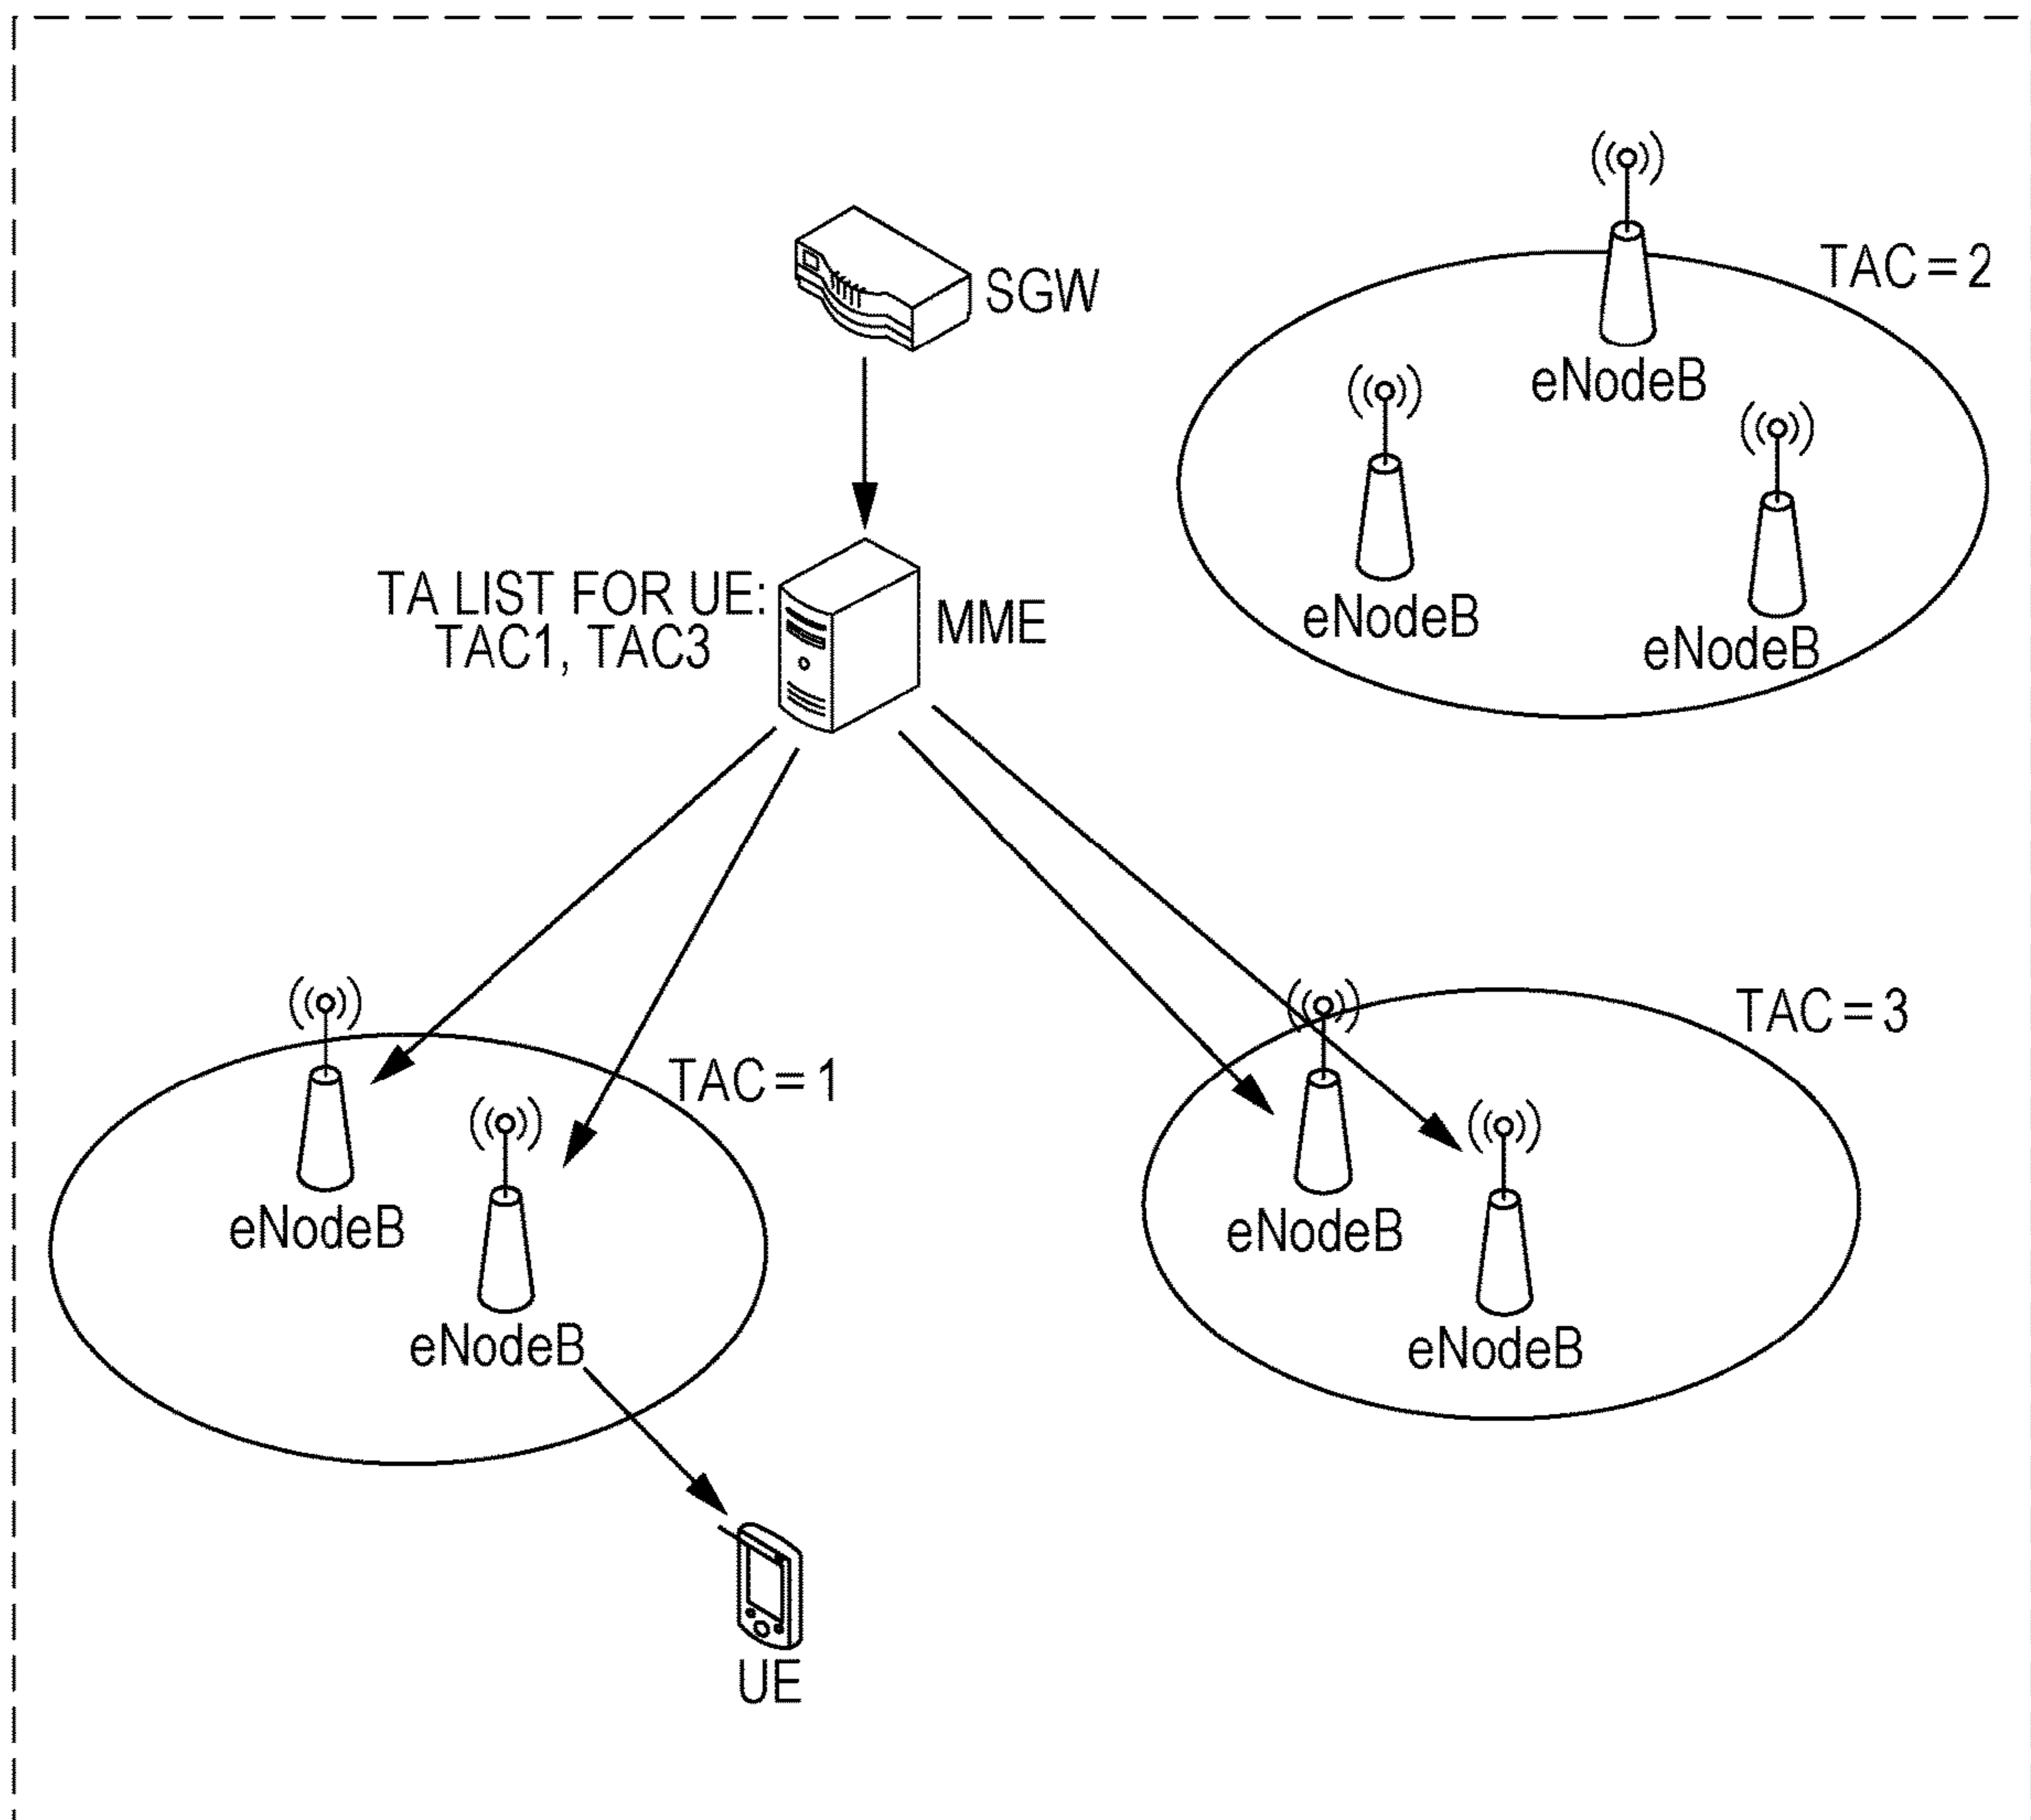 SGW
TAC=2
eNodeB
eNodeB
eNodeB
TA LIST FOR UE:
TAC1, TAC3
MME
TAC=1
eNodeB
eNodeB
TAC=3
eNodeB
eNodeB
UE